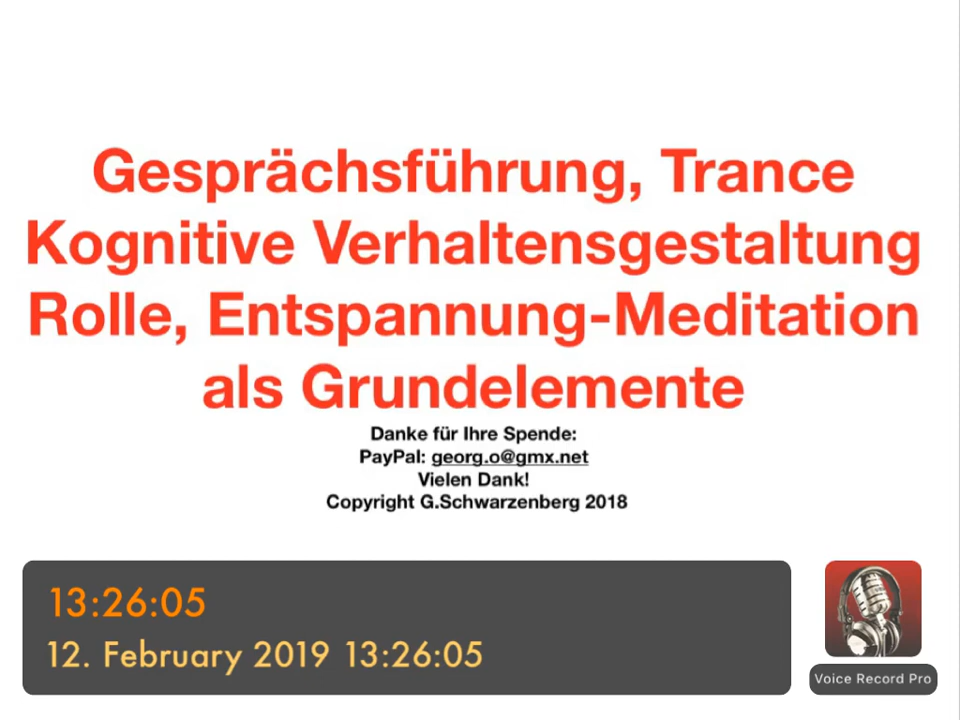 Gesprächsführung, Trance
Kognitive Verhaltensgestaltung
Rolle, Entspannung-Meditation
als Grundelemente
Danke für Ihre Spende:
PayPal: georg.o@gmx.net
Vielen Dank!
Copyright G.Schwarzenberg 2018
13:26:05
12. February 2019 13:26:05
Voice Record Pro